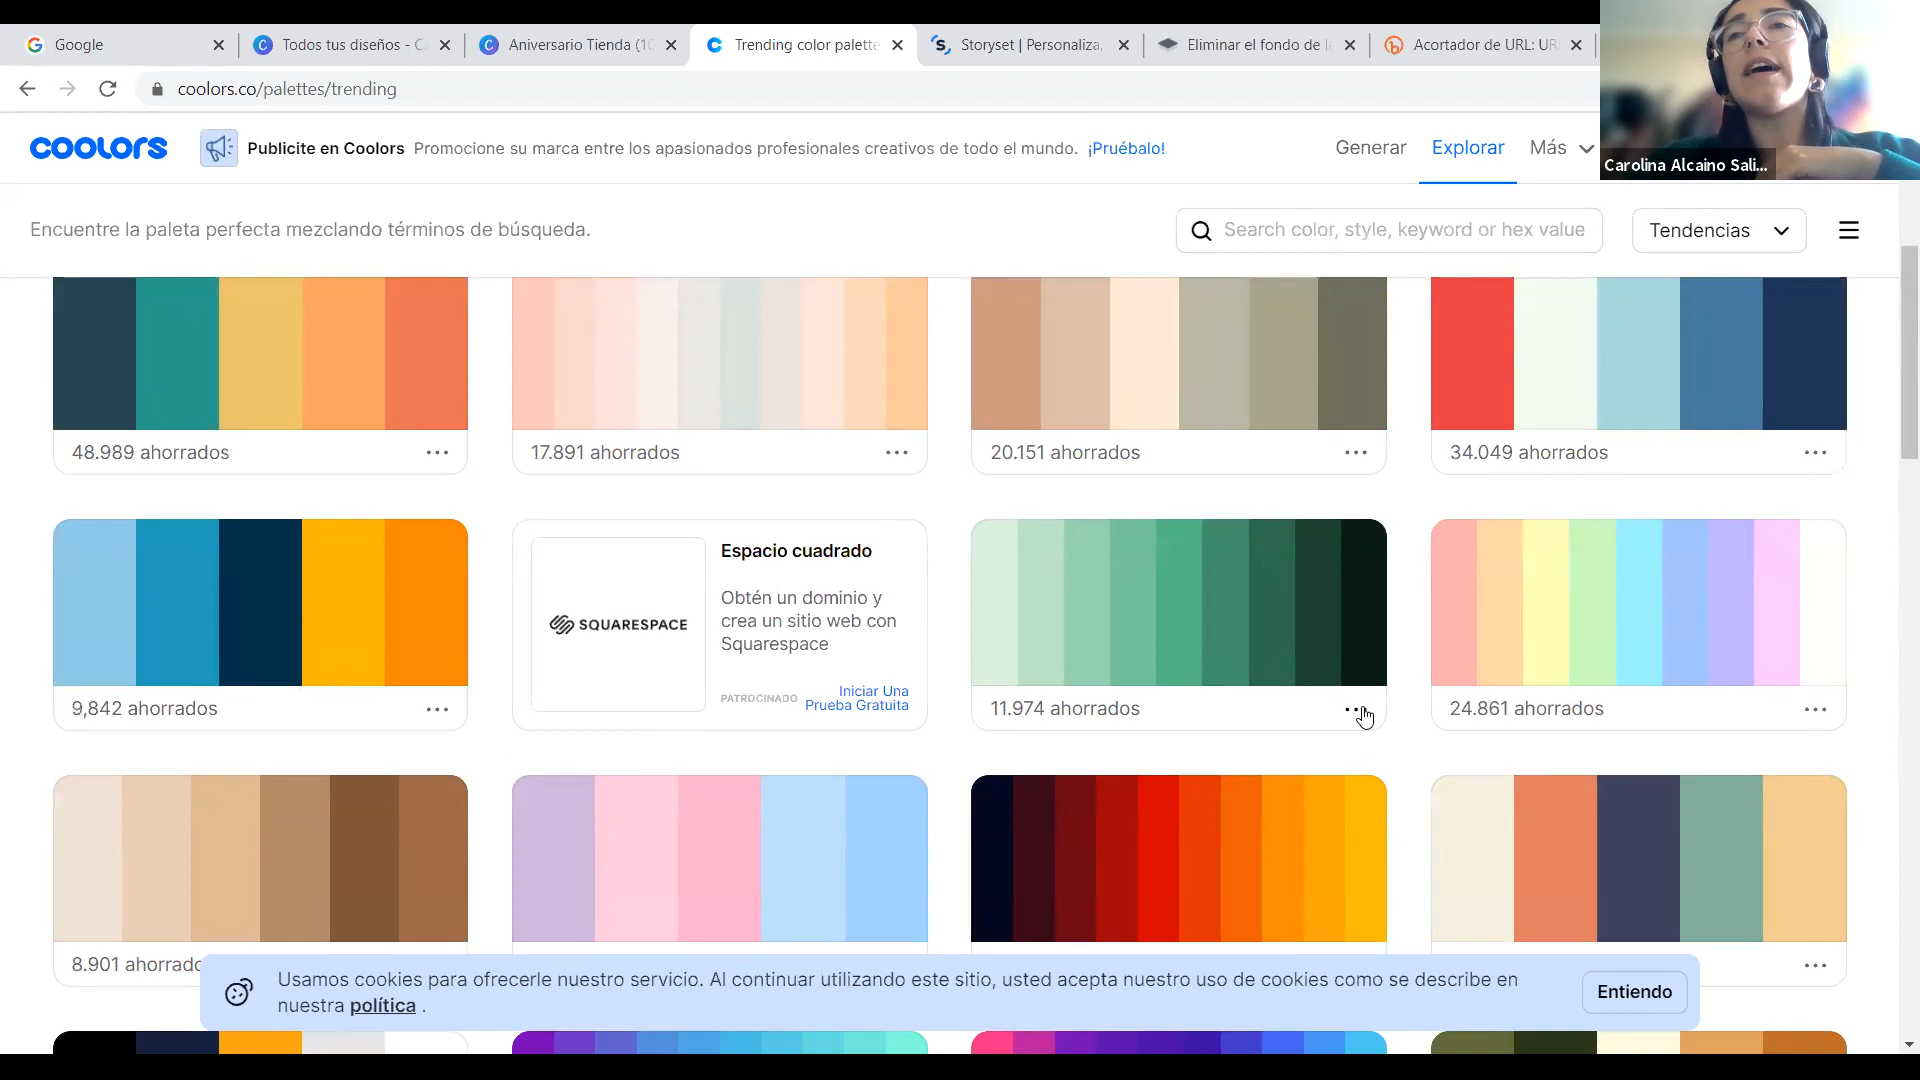 Google
Todos tus diseños - C
Aniversario Tienda (10
Trending color palette
Storyset | Personaliza,
Eliminar el fondo de
Acortador de URL: UR
coolors.co/palettes/trending
coolors
Publicite en Coolors Promocione su marca entre los apasionados profesionales creativos de todo el mundo. ¡Pruébalo!
Generar
Explorar
Más
Carolina Alcaino Sali...
Encuentre la paleta perfecta mezclando términos de búsqueda.
Search color, style, keyword or hex value
Tendencias
48.989 ahorrados
17.891 ahorrados
20.151 ahorrados
34.049 ahorrados
Espacio cuadrado
Obtén un dominio y
crea un sitio web con
Squarespace
SQUARESPACE
PATROCINADO
Iniciar Una
Prueba Gratuita
9,842 ahorrados
11.974 ahorrados
24.861 ahorrados
8.901 ahorrado
Usamos cookies para ofrecerle nuestro servicio. Al continuar utilizando este sitio, usted acepta nuestro uso de cookies como se describe en
nuestra política .
Entiendo